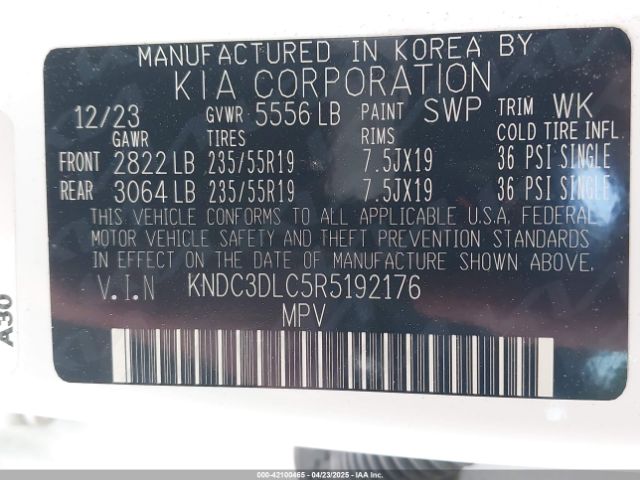 MANUFACTURED IN KOREA BY
KIA CORPORATION
12/23 GVWR 5556 LB PAINT SWP TRIM WK
GAWR TIRES RIMS COLD TIRE INFL.
FRONT 2822 LB 235/55R19 7.5JX19 36 PSI SINGLE
REAR 3064 LB 235/55R19 7.5JX19 36 PSI SINGLE
THIS VEHICLE CONFORMS TO ALL APPLICABLE U.S.A, FEDERAL
MOTOR VEHICLE SAFETY AND THEFT PREVENTION STANDARDS
IN EFFECT ON THE DATE OF MANUFACTURE SHOWN ABOVE.
V.I.N KNDC3DLC5R5192176
MPV
A30
000-42100465 - 04/23/2025 - IAAI.COM